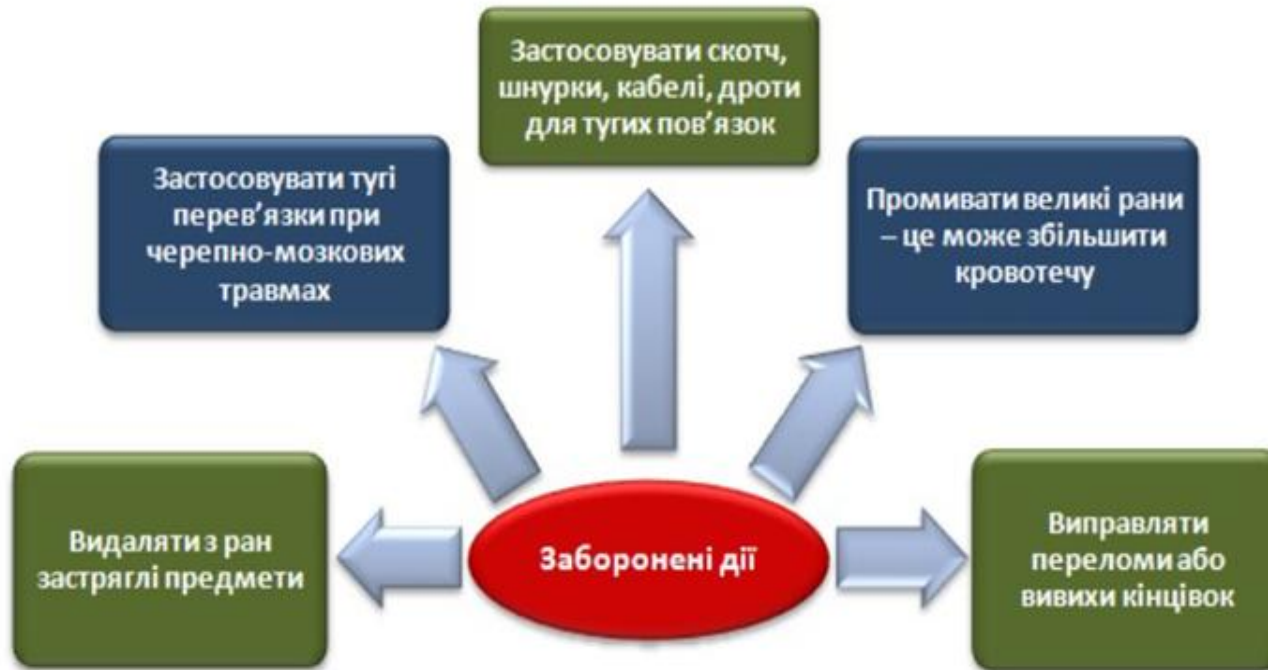 Застосовувати скотч,
шнурки, кабелі, дроти
для тугих пов’язок
Застосовувати тугі
перев’язки при
черепно-мозкових
травмах
Промивати великі рани
– це може збільшити
кровотечу
Видаляти з ран
застряглі предмети
Заборонені дії
Виправляти
переломи або
вивихи кінцівок